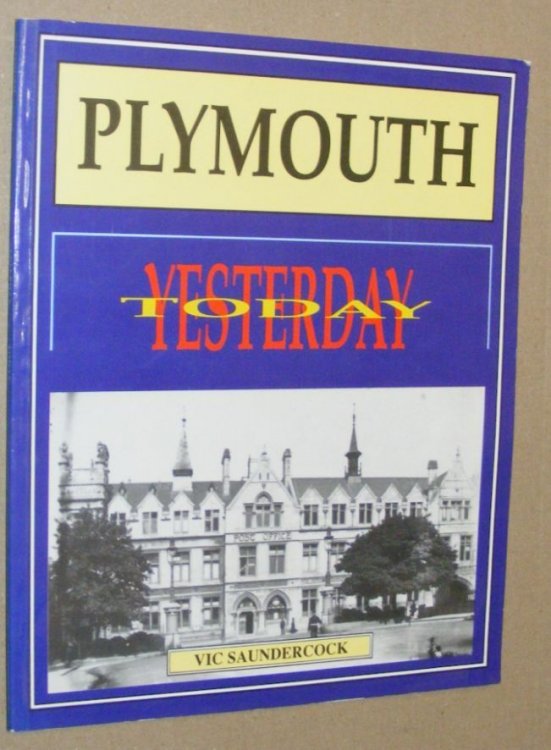 PLYMOUTH
YESTERDAY
TODAY
POST OFFICE
VIC SAUNDERCOCK